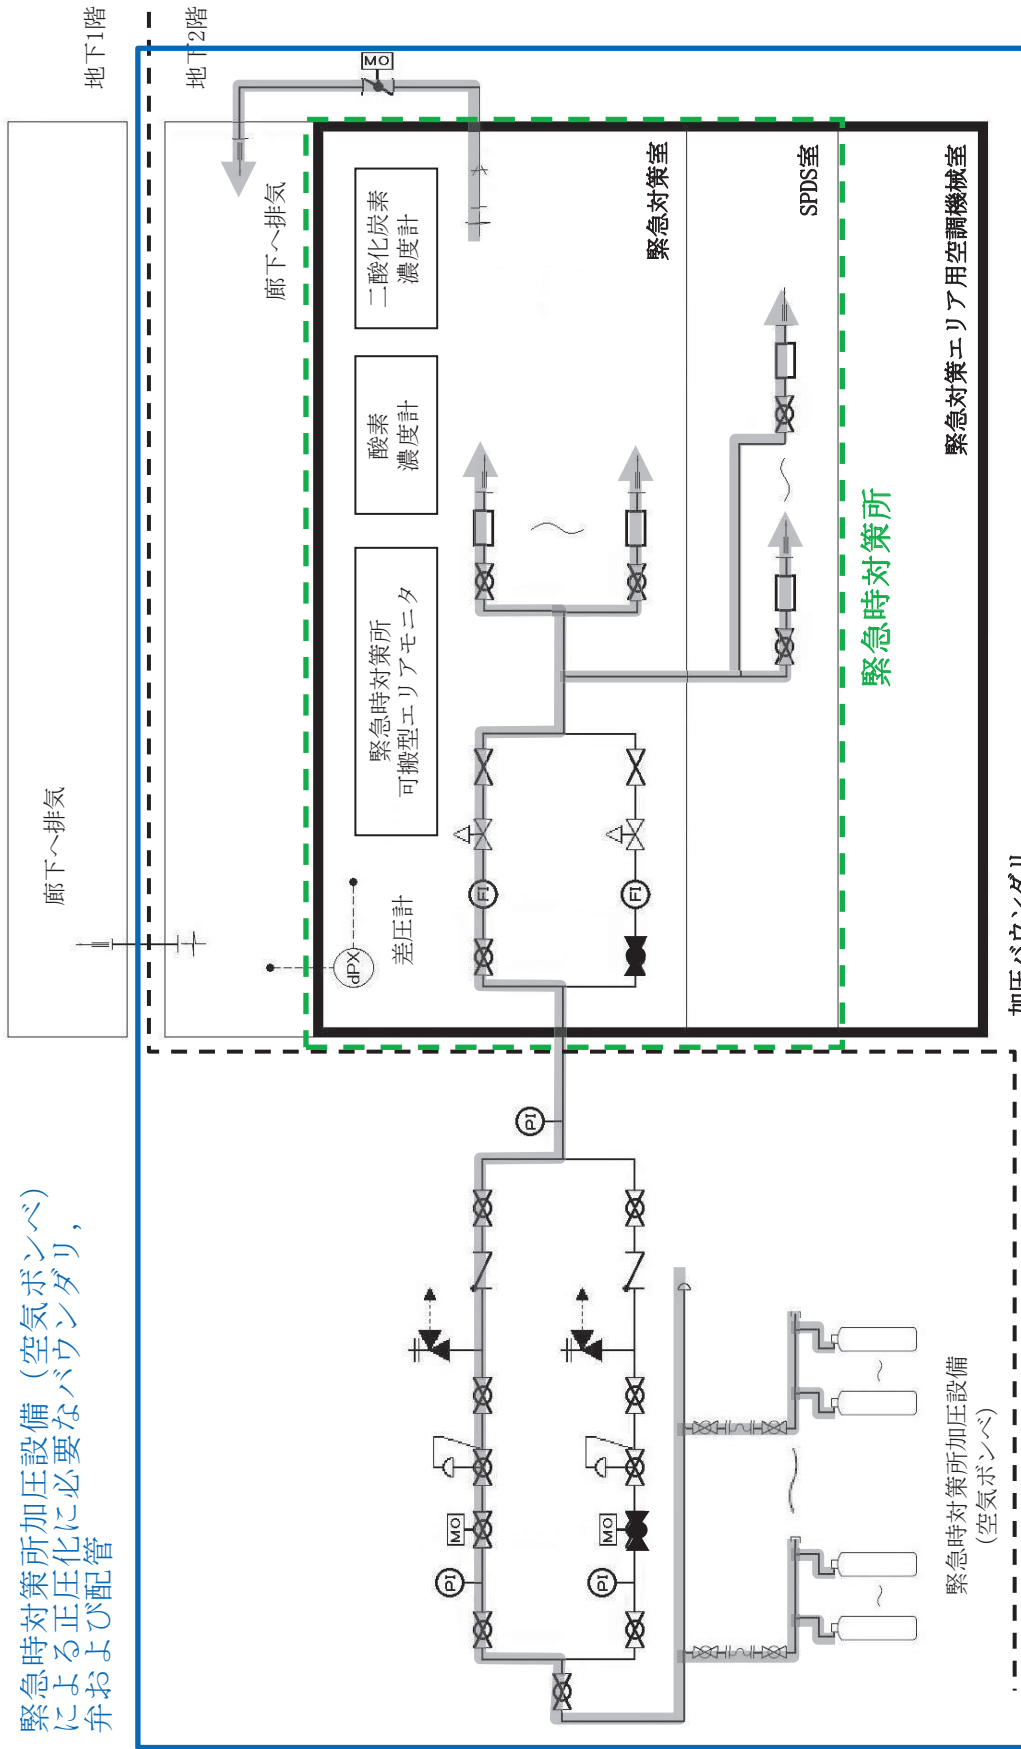 緊急時対策所加圧設備（空気ボンベ）
による正圧化に必要なバウンダリ，
弁および配管
地下1階
地下2階
廊下へ排気
廊下へ排気
MO
差圧計
dPX
緊急時対策所
可搬型エリアモニタ
酸素
濃度計
二酸化炭素
濃度計
緊急対策室
SPDS室
緊急対策エリア用空調機械室
緊急時対策所
加圧バウンダリ
FI
FI
PI
PI
MO
PI
MO
緊急時対策所加圧設備
（空気ボンベ）